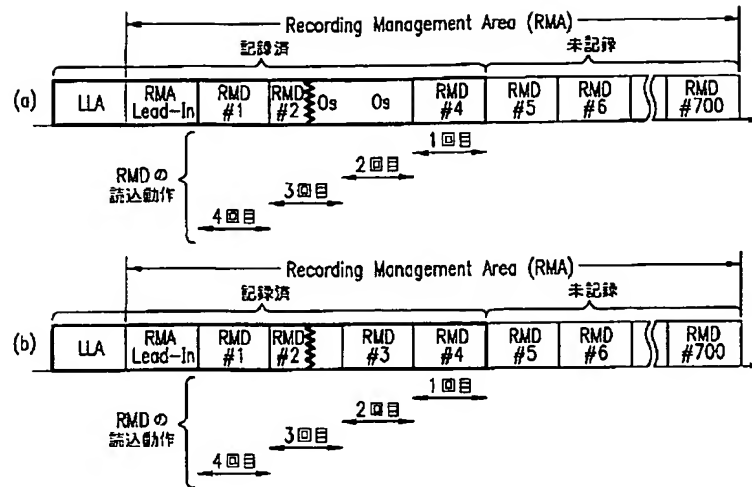 Recording Management Area (RMA)
記録済 未記録
(a) LLA RMA Lead-In RMD #1 RMD #2 0s 0s RMD #4 RMD #5 RMD #6 RMD #700
1回目
RMDの 2回目
読込動作 3回目
4回目
Recording Management Area (RMA)
記録済 未記録
(b) LLA RMA Lead-In RMD #1 RMD #2 RMD #3 RMD #4 RMD #5 RMD #6 RMD #700
1回目
RMDの 2回目
読込動作 3回目
4回目